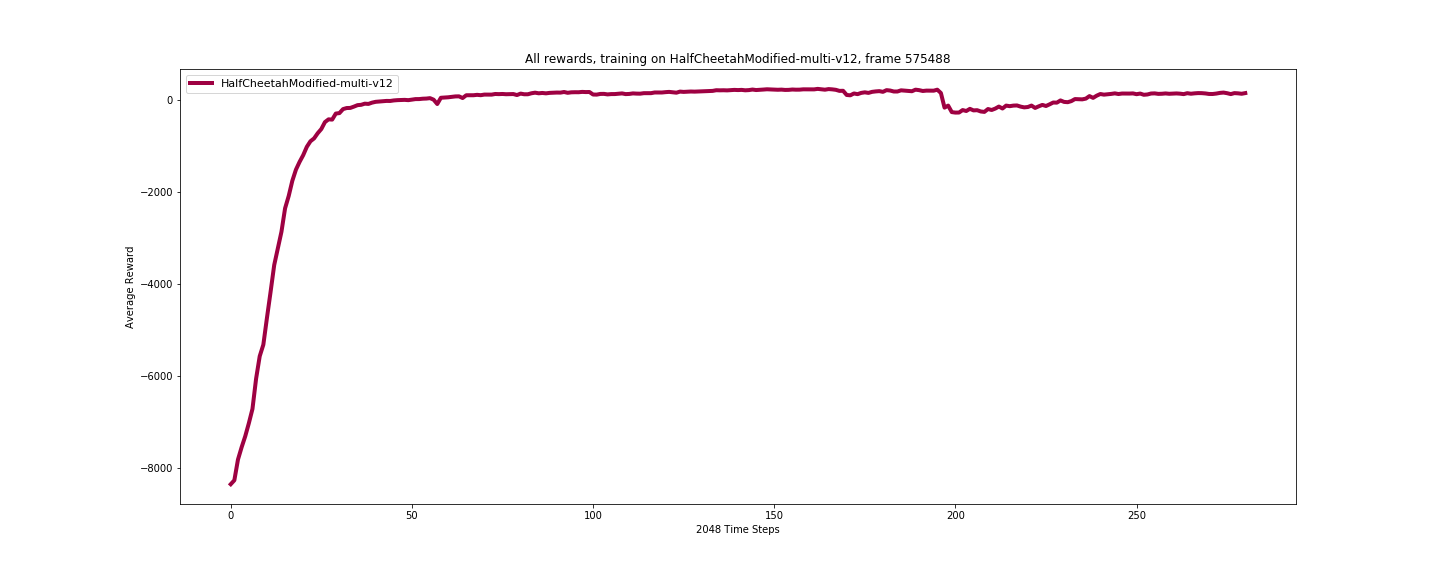 All rewards, training on HalfCheetahModified-multi-v12, frame 575488
HalfCheetahModified-multi-v12
0
−2000
−4000
−6000
−8000
Average Reward
0 50 100 150 200 250
2048 Time Steps